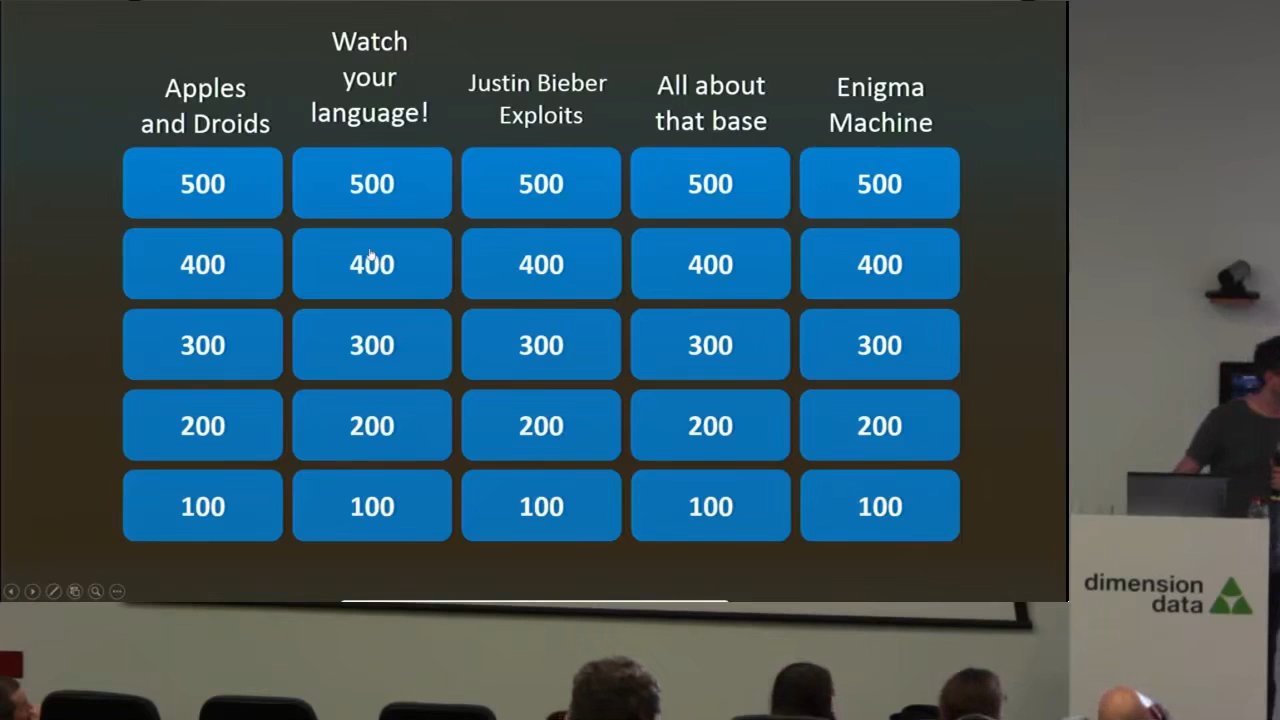 Apples
and Droids
Watch
your
language!
Justin Bieber
Exploits
All about
that base
Enigma
Machine
500 500 500 500 500
400 400 400 400 400
300 300 300 300 300
200 200 200 200 200
100 100 100 100 100
dimension
data